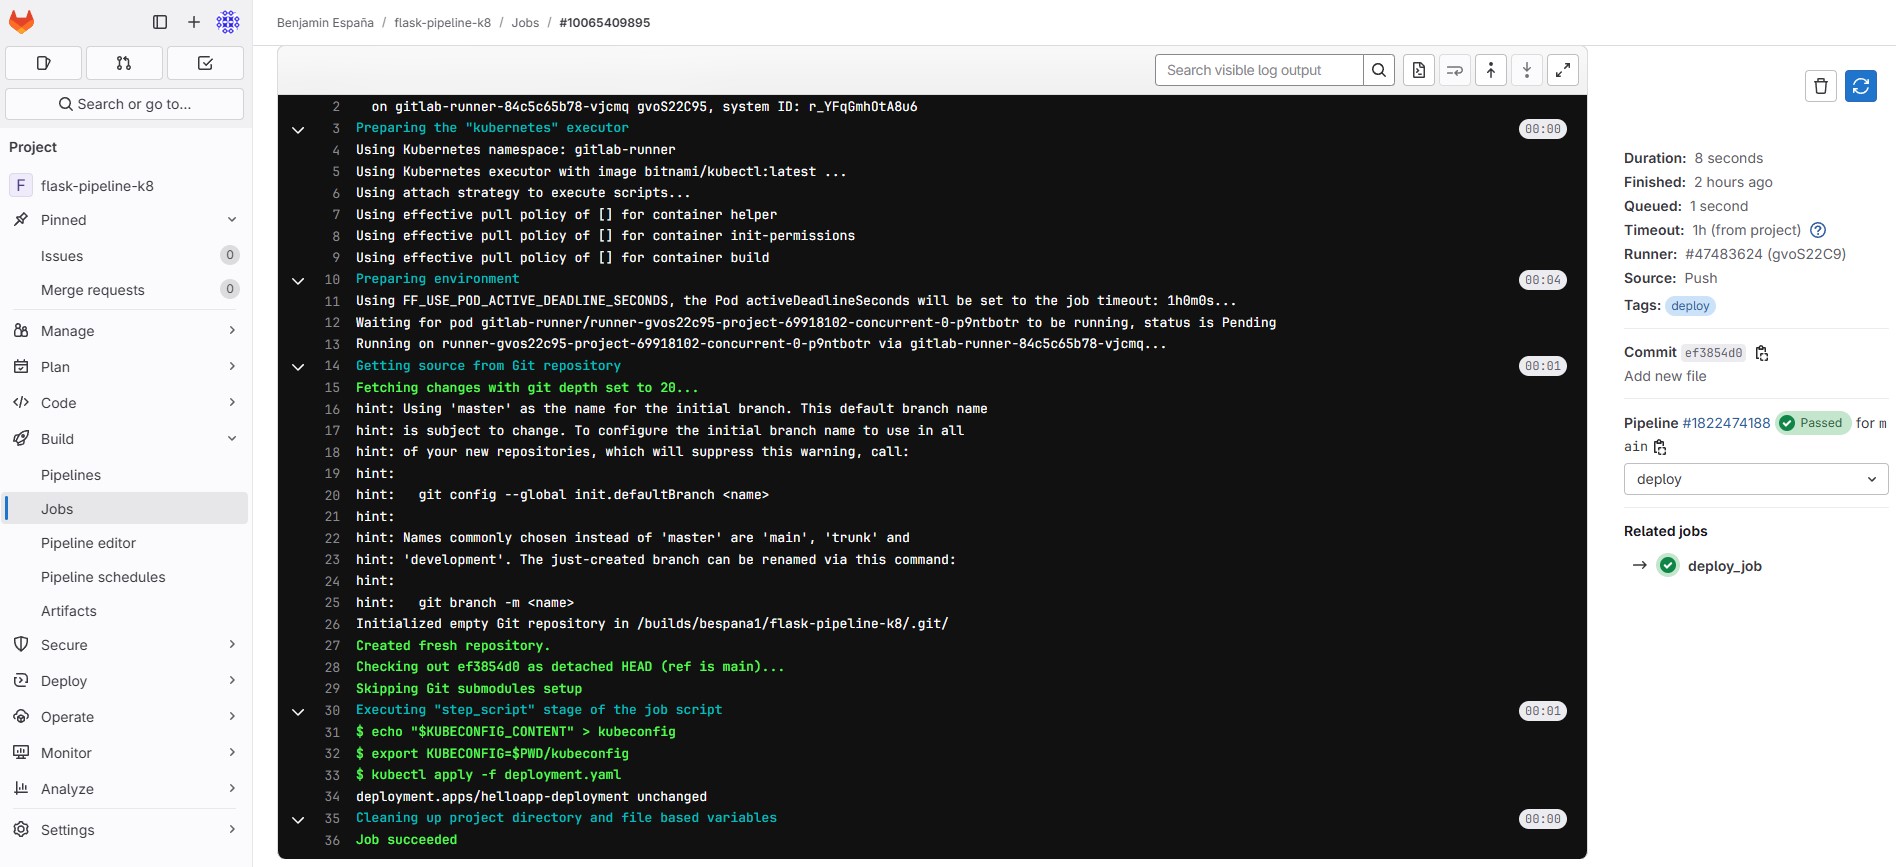 Benjamin España / flask-pipeline-k8 / Jobs / #10065409895
Search or go to...
Project
F flask-pipeline-k8
Pinned
Issues 0
Merge requests 0
Manage
Plan
Code
Build
Pipelines
Jobs
Pipeline editor
Pipeline schedules
Artifacts
Secure
Deploy
Operate
Monitor
Analyze
Settings
Search visible log output
2 on gitlab-runner-84c5c65b78-vjcmq gvoS22C95, system ID: r_YFqGmhOtA8u6
3 Preparing the "kubernetes" executor 00:00
4 Using Kubernetes namespace: gitlab-runner
5 Using Kubernetes executor with image bitnami/kubectl:latest ...
6 Using attach strategy to execute scripts...
7 Using effective pull policy of [] for container helper
8 Using effective pull policy of [] for container init-permissions
9 Using effective pull policy of [] for container build
10 Preparing environment 00:04
11 Using FF_USE_POD_ACTIVE_DEADLINE_SECONDS, the Pod activeDeadlineSeconds will be set to the job timeout: 1h0m0s...
12 Waiting for pod gitlab-runner/runner-gvos22c95-project-69918102-concurrent-0-p9ntbotr to be running, status is Pending
13 Running on runner-gvos22c95-project-69918102-concurrent-0-p9ntbotr via gitlab-runner-84c5c65b78-vjcmq...
14 Getting source from Git repository 00:01
15 Fetching changes with git depth set to 20...
16 hint: Using 'master' as the name for the initial branch. This default branch name
17 hint: is subject to change. To configure the initial branch name to use in all
18 hint: of your new repositories, which will suppress this warning, call:
19 hint:
20 hint: git config --global init.defaultBranch <name>
21 hint:
22 hint: Names commonly chosen instead of 'master' are 'main', 'trunk' and
23 hint: 'development'. The just-created branch can be renamed via this command:
24 hint:
25 hint: git branch -m <name>
26 Initialized empty Git repository in /builds/bespana1/flask-pipeline-k8/.git/
27 Created fresh repository.
28 Checking out ef3854d0 as detached HEAD (ref is main)...
29 Skipping Git submodules setup
30 Executing "step_script" stage of the job script 00:01
31 $ echo "$KUBECONFIG_CONTENT" > kubeconfig
32 $ export KUBECONFIG=$PWD/kubeconfig
33 $ kubectl apply -f deployment.yaml
34 deployment.apps/helloapp-deployment unchanged
35 Cleaning up project directory and file based variables 00:00
36 Job succeeded
Duration: 8 seconds
Finished: 2 hours ago
Queued: 1 second
Timeout: 1h (from project)
Runner: #47483624 (gvoS22C9)
Source: Push
Tags: deploy
Commit ef3854d0
Add new file
Pipeline #1822474188 Passed for m
ain
deploy
Related jobs
deploy_job